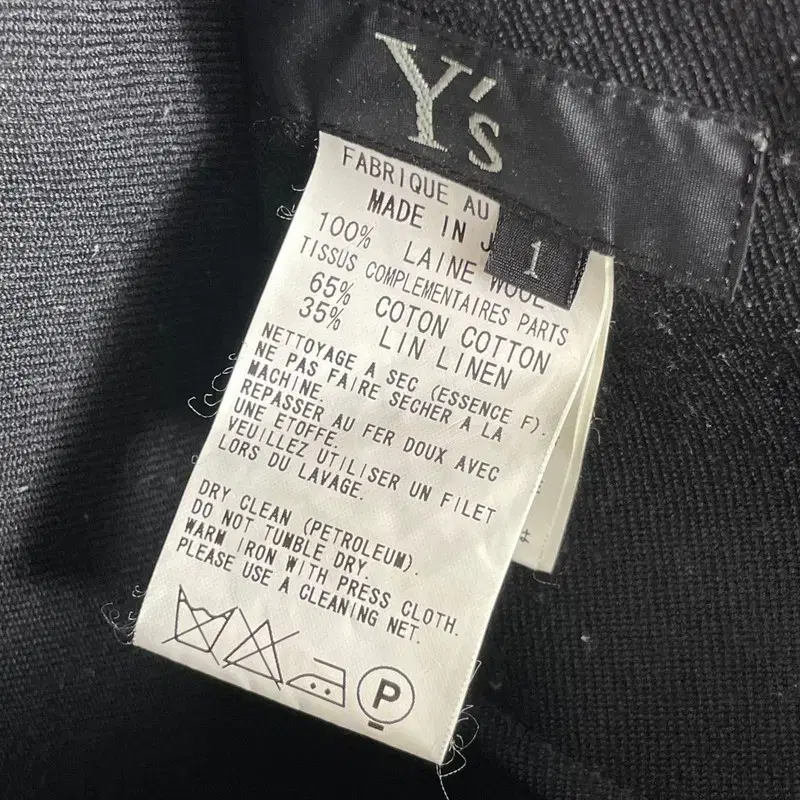 Y's
1
FABRIQUE AU
MADE IN J
100% LAINE WOOL
TISSUS COMPLEMENTAIRES PARTS
65% COTON COTTON
35% LIN LINEN
NETTOYAGE A SEC (ESSENCE F).
NE PAS FAIRE SECHER A LA
MACHINE.
REPASSER AU FER DOUX AVEC
UNE ETOFFE.
VEUILLEZ UTILISER UN FILET
LORS DU LAVAGE.
DRY CLEAN (PETROLEUM).
DO NOT TUMBLE DRY.
WARM IRON WITH PRESS CLOTH.
PLEASE USE A CLEANING NET.
P